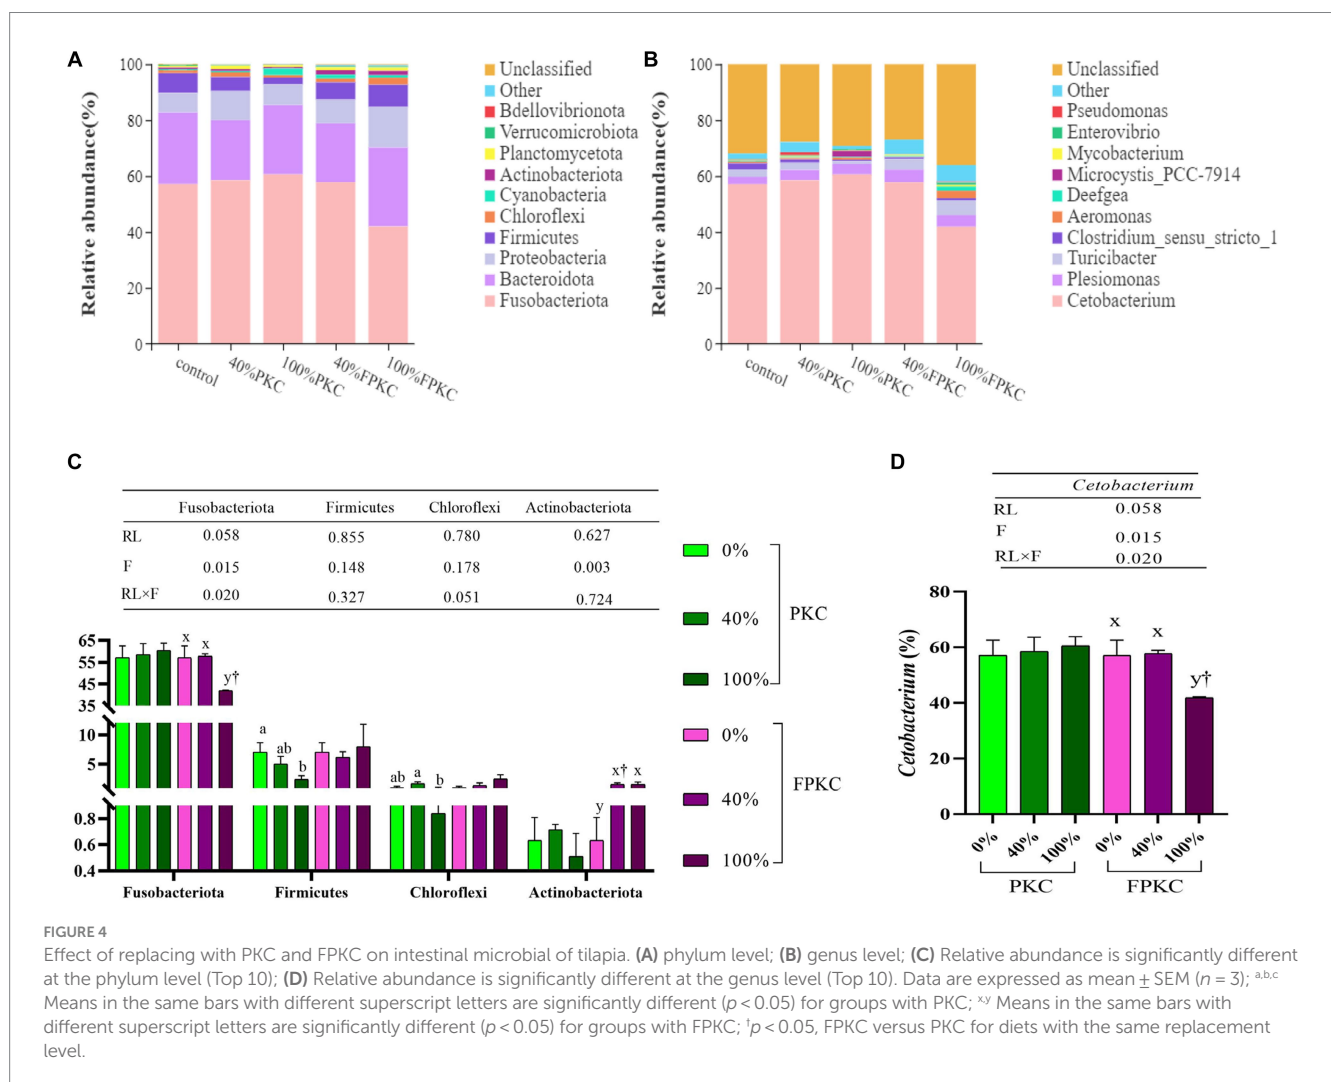 A
Relative abundance(%)
100
80
60
40
20
0
control
40%PKC
100%PKC
40%FPKC
100%FPKC
Unclassified
Other
Bdellovibrionota
Verrucomicrobiota
Planctomycetota
Actinobacteriota
Cyanobacteria
Chloroflexi
Firmicutes
Proteobacteria
Bacteroidota
Fusobacteriota
B
Relative abundance(%)
100
80
60
40
20
0
control
40%PKC
100%PKC
40%FPKC
100%FPKC
Unclassified
Other
Pseudomonas
Enterovibrio
Mycobacterium
Microcystis_PCC-7914
Deefgea
Aeromonas
Clostridium_sensu_stricto_1
Turicibacter
Plesiomonas
Cetobacterium
C
Fusobacteriota Firmicutes Chloroflexi Actinobacteriota
RL 0.058 0.855 0.780 0.627
F 0.015 0.148 0.178 0.003
RL×F 0.020 0.327 0.051 0.724
65
55
45
35
10
5
0.8
0.6
0.4
x x y†
a ab b
ab a b
y x† x
Fusobacteriota Firmicutes Chloroflexi Actinobacteriota
0%
40%
100%
PKC
0%
40%
100%
FPKC
D
Cetobacterium
RL 0.058
F 0.015
RL×F 0.020
Cetobacterium (%)
80
60
40
20
0
x x y†
0% 40% 100% 0% 40% 100%
PKC FPKC
FIGURE 4
Effect of replacing with PKC and FPKC on intestinal microbial of tilapia. (A) phylum level; (B) genus level; (C) Relative abundance is significantly different
at the phylum level (Top 10); (D) Relative abundance is significantly different at the genus level (Top 10). Data are expressed as mean ± SEM (n = 3); a,b,c
Means in the same bars with different superscript letters are significantly different (p < 0.05) for groups with PKC; x,y Means in the same bars with
different superscript letters are significantly different (p < 0.05) for groups with FPKC; †p < 0.05, FPKC versus PKC for diets with the same replacement
level.